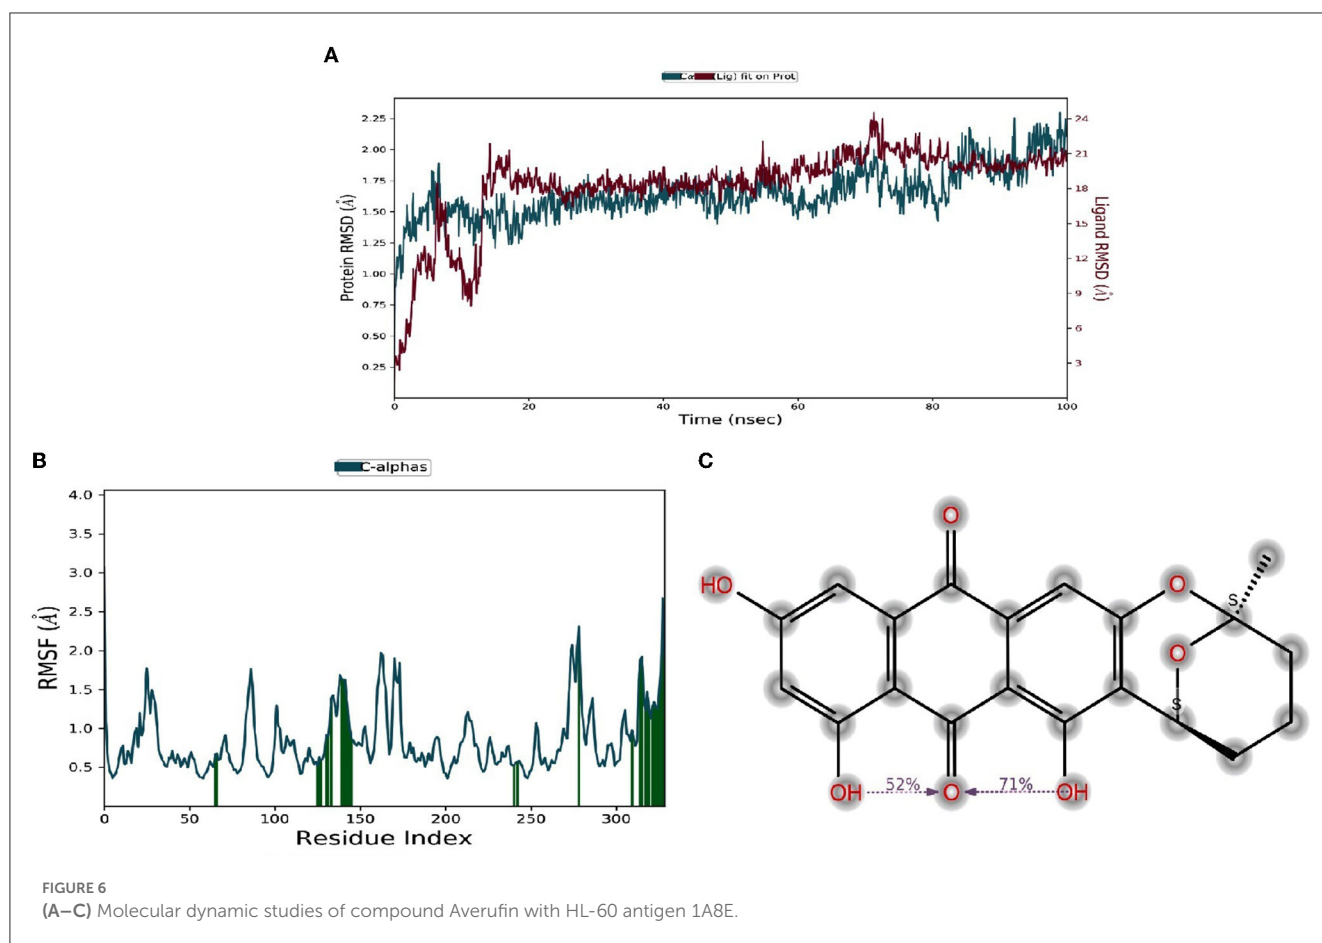 A
Cα (Lig) fit on Prot
2.25
2.00
1.75
1.50
1.25
1.00
0.75
0.50
0.25
Protein RMSD (Å)
24
21
18
15
12
9
6
3
Ligand RMSD (Å)
0 20 40 60 80 100
Time (nsec)
B
C-alphas
4.0
3.5
3.0
2.5
2.0
1.5
1.0
0.5
RMSF (Å)
0 50 100 150 200 250 300
Residue Index
C
O
HO
O
S
O
S
OH 52% O 71% OH
FIGURE 6
(A–C) Molecular dynamic studies of compound Averufin with HL-60 antigen 1A8E.